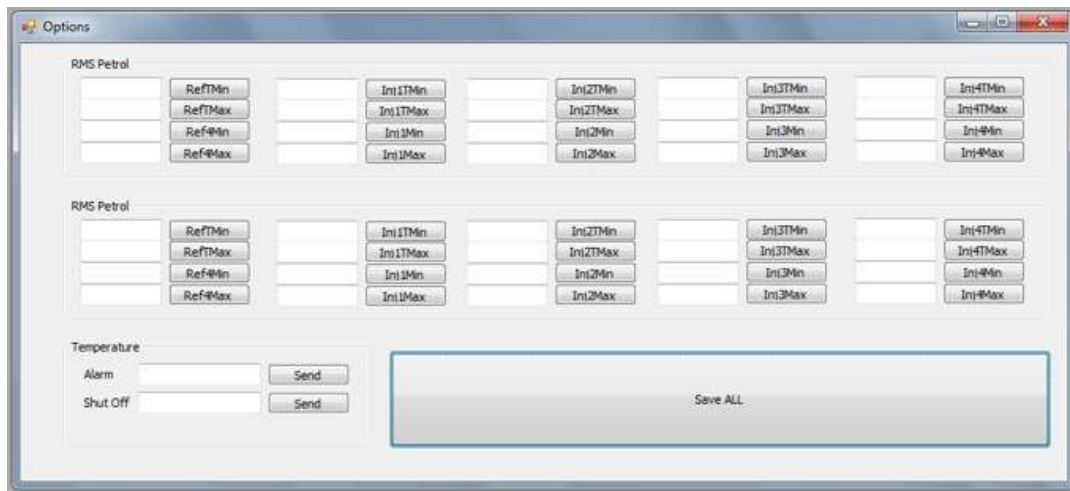 Options
RMS Petrol
RefTMin Inj1TMin Inj2TMin Inj3TMin Inj4TMin
RefTMax Inj1TMax Inj2TMax Inj3TMax Inj4TMax
Ref4Min Inj1Min Inj2Min Inj3Min Inj4Min
Ref4Max Inj1Max Inj2Max Inj3Max Inj4Max
RMS Petrol
RefTMin Inj1TMin Inj2TMin Inj3TMin Inj4TMin
RefTMax Inj1TMax Inj2TMax Inj3TMax Inj4TMax
Ref4Min Inj1Min Inj2Min Inj3Min Inj4Min
Ref4Max Inj1Max Inj2Max Inj3Max Inj4Max
Temperature
Alarm Send
Shut Off Send
Save ALL